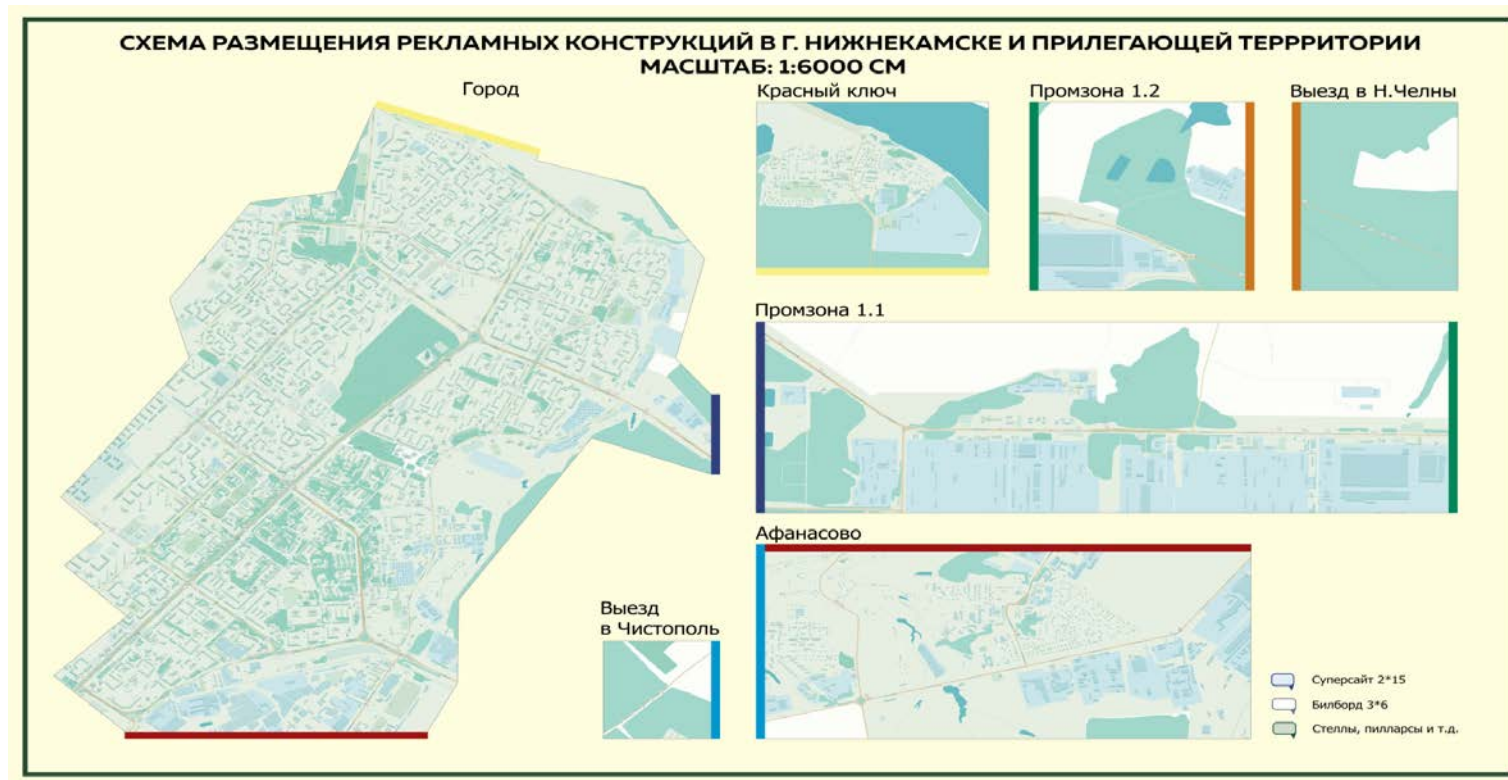 СХЕМА РАЗМЕЩЕНИЯ РЕКЛАМНЫХ КОНСТРУКЦИЙ В Г. НИЖНЕКАМСКЕ И ПРИЛЕГАЮЩЕЙ ТЕРРРИТОРИИ
МАСШТАБ: 1:6000 СМ
Город
Красный ключ
Промзона 1.2
Выезд в Н.Челны
Промзона 1.1
Афанасово
Выезд
в Чистополь
Суперсайт 2*15
Билборд 3*6
Стеллы, пилларсы и т.д.